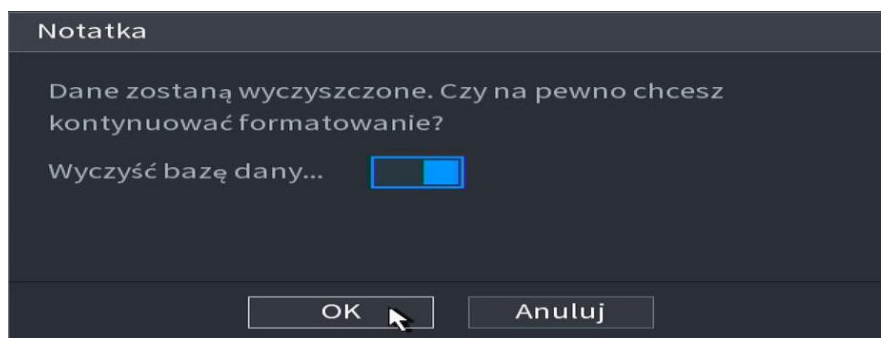 Notatka
Dane zostaną wyczyszczone. Czy na pewno chcesz
kontynuować formatowanie?
Wyczyść bazę dany...
OK
Anuluj